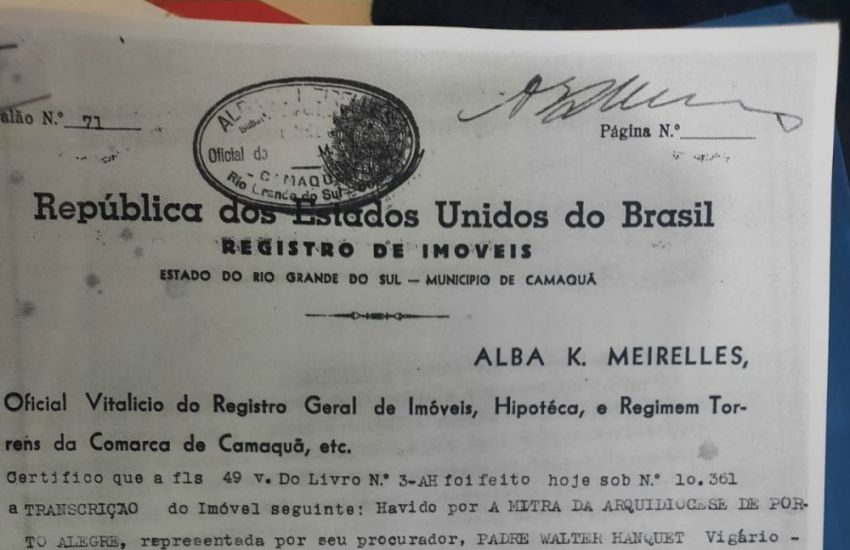 alão N.º 71
Oficial do
Rio Grande do Sul
Página N.º
República dos Estados Unidos do Brasil
REGISTRO DE IMOVEIS
ESTADO DO RIO GRANDE DO SUL — MUNICIPIO DE CAMAQUÃ
ALBA K. MEIRELLES,
Oficial Vitalicio do Registro Geral de Imóveis, Hipotéca, e Regimem Tor-
rens da Comarca de Camaquã, etc.
Certifico que a fls 49 v. Do Livro N.º 3-AH foi feito hoje sob N.º 10.361
a TRANSCRIÇÃO do Imóvel seguinte: Havido por A MITRA DA ARQUIDIOCESE DE POR-
TO ALEGRE, representada por seu procurador, PADRE WALTER HANQUET Vigário -